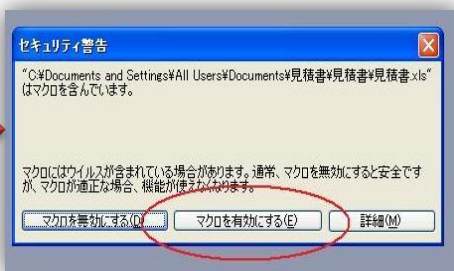 セキュリティ警告
"C:¥Documents and Settings¥All Users¥Documents¥見積書¥見積書¥見積書.xls"
はマクロを含んでいます。
マクロにはウイルスが含まれている場合があります。通常、マクロを無効にすると安全です
が、マクロが適正な場合、機能が使えなくなります。
マクロを無効にする(D)
マクロを有効にする(E)
詳細(M)